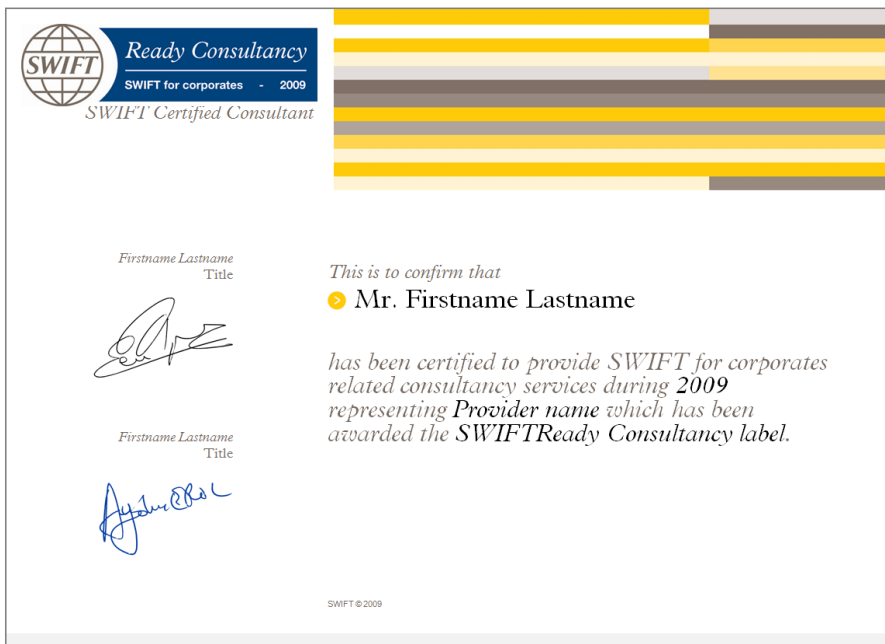 SWIFT
Ready Consultancy
SWIFT for corporates - 2009
SWIFT Certified Consultant
Firstname Lastname
Title
Firstname Lastname
Title
This is to confirm that
Mr. Firstname Lastname
has been certified to provide SWIFT for corporates
related consultancy services during 2009
representing Provider name which has been
awarded the SWIFTReady Consultancy label.
SWIFT © 2009